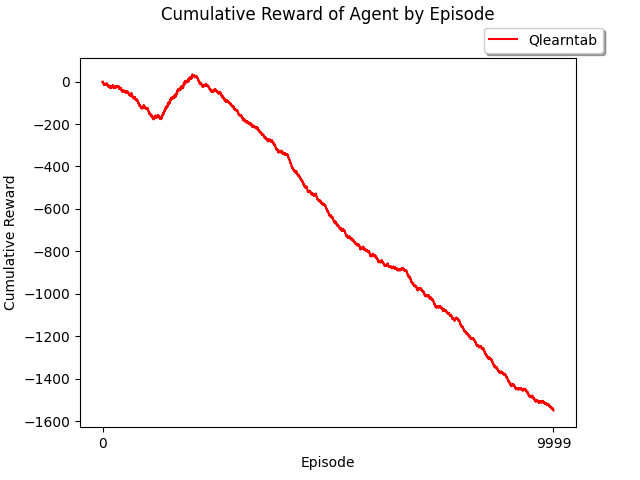 Cumulative Reward of Agent by Episode
Qlearntab
0
−200
−400
−600
−800
−1000
−1200
−1400
−1600
Cumulative Reward
0
9999
Episode